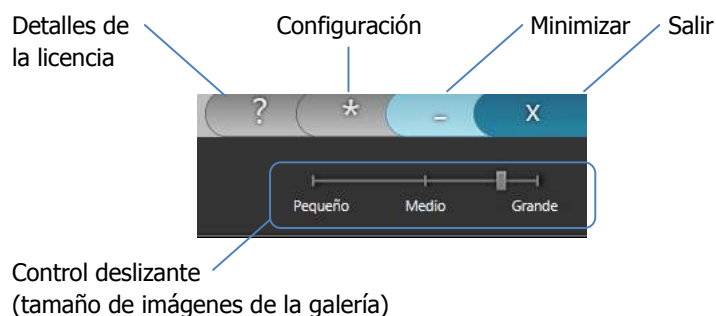 Detalles de
la licencia
Configuración
Minimizar
Salir
? * - x
Pequeño Medio Grande
Control deslizante
(tamaño de imágenes de la galería)